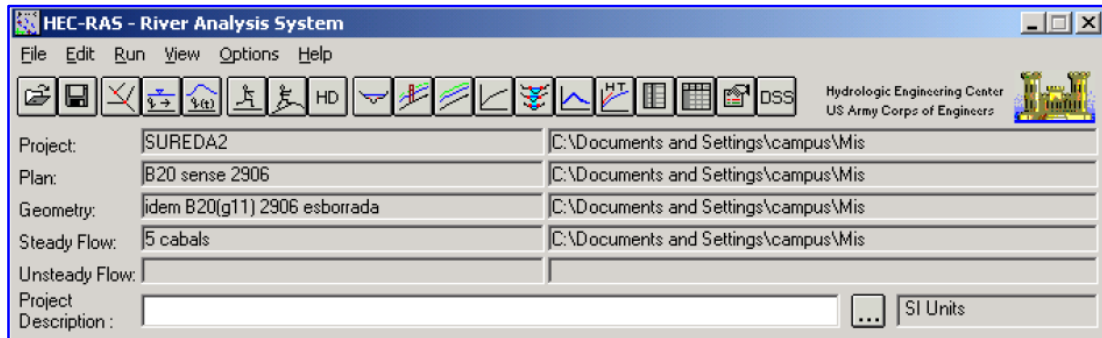 HEC-RAS - River Analysis System
File Edit Run View Options Help
HD HT DSS
Hydrologic Engineering Center
US Army Corps of Engineers
Project: SUREDA2 C:\Documents and Settings\campus\Mis
Plan: B20 sense 2906 C:\Documents and Settings\campus\Mis
Geometry: idem B20(g11) 2906 esborrada C:\Documents and Settings\campus\Mis
Steady Flow: 5 cabals C:\Documents and Settings\campus\Mis
Unsteady Flow:
Project
Description : ... SI Units